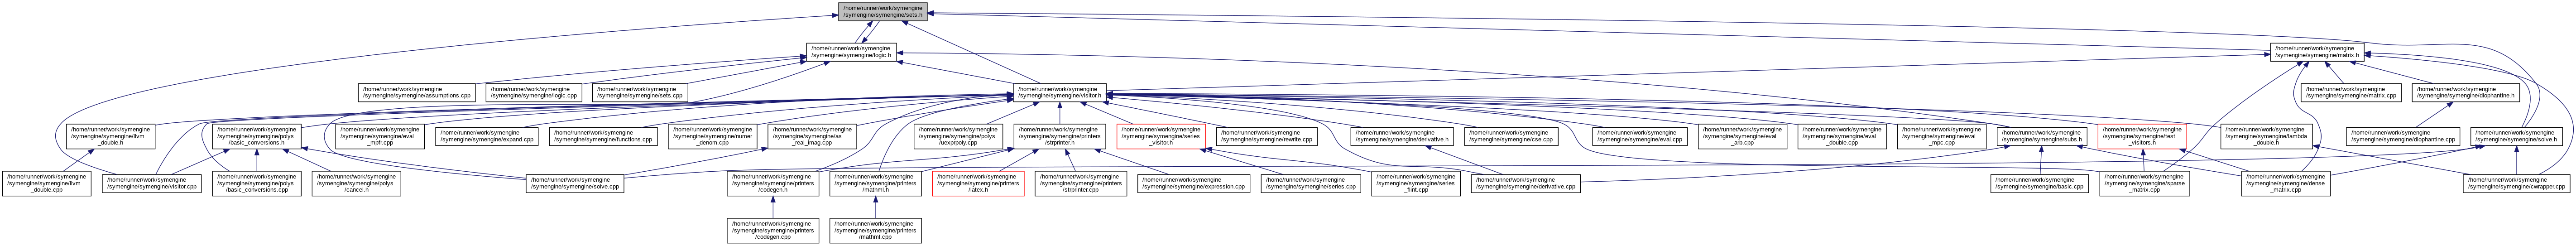 /home/runner/work/symengine
/symengine/symengine/sets.h
/home/runner/work/symengine
/symengine/symengine/logic.h
/home/runner/work/symengine
/symengine/symengine/matrix.h
/home/runner/work/symengine
/symengine/symengine/assumptions.cpp
/home/runner/work/symengine
/symengine/symengine/logic.cpp
/home/runner/work/symengine
/symengine/symengine/sets.cpp
/home/runner/work/symengine
/symengine/symengine/visitor.h
/home/runner/work/symengine
/symengine/symengine/matrix.cpp
/home/runner/work/symengine
/symengine/symengine/diophantine.h
/home/runner/work/symengine
/symengine/symengine/llvm
_double.h
/home/runner/work/symengine
/symengine/symengine/polys
/basic_conversions.h
/home/runner/work/symengine
/symengine/symengine/eval
_mpfr.cpp
/home/runner/work/symengine
/symengine/symengine/expand.cpp
/home/runner/work/symengine
/symengine/symengine/functions.cpp
/home/runner/work/symengine
/symengine/symengine/numer
_denom.cpp
/home/runner/work/symengine
/symengine/symengine/as
_real_imag.cpp
/home/runner/work/symengine
/symengine/symengine/polys
/uexprpoly.cpp
/home/runner/work/symengine
/symengine/symengine/printers
/strprinter.h
/home/runner/work/symengine
/symengine/symengine/series
_visitor.h
/home/runner/work/symengine
/symengine/symengine/rewrite.cpp
/home/runner/work/symengine
/symengine/symengine/derivative.h
/home/runner/work/symengine
/symengine/symengine/cse.cpp
/home/runner/work/symengine
/symengine/symengine/eval.cpp
/home/runner/work/symengine
/symengine/symengine/eval
_arb.cpp
/home/runner/work/symengine
/symengine/symengine/eval
_double.cpp
/home/runner/work/symengine
/symengine/symengine/eval
_mpc.cpp
/home/runner/work/symengine
/symengine/symengine/subs.h
/home/runner/work/symengine
/symengine/symengine/test
_visitors.h
/home/runner/work/symengine
/symengine/symengine/lambda
_double.h
/home/runner/work/symengine
/symengine/symengine/diophantine.cpp
/home/runner/work/symengine
/symengine/symengine/solve.h
/home/runner/work/symengine
/symengine/symengine/llvm
_double.cpp
/home/runner/work/symengine
/symengine/symengine/visitor.cpp
/home/runner/work/symengine
/symengine/symengine/polys
/basic_conversions.cpp
/home/runner/work/symengine
/symengine/symengine/polys
/cancel.h
/home/runner/work/symengine
/symengine/symengine/solve.cpp
/home/runner/work/symengine
/symengine/symengine/printers
/codegen.h
/home/runner/work/symengine
/symengine/symengine/printers
/mathml.h
/home/runner/work/symengine
/symengine/symengine/printers
/latex.h
/home/runner/work/symengine
/symengine/symengine/printers
/strprinter.cpp
/home/runner/work/symengine
/symengine/symengine/expression.cpp
/home/runner/work/symengine
/symengine/symengine/series.cpp
/home/runner/work/symengine
/symengine/symengine/series
_flint.cpp
/home/runner/work/symengine
/symengine/symengine/derivative.cpp
/home/runner/work/symengine
/symengine/symengine/basic.cpp
/home/runner/work/symengine
/symengine/symengine/sparse
_matrix.cpp
/home/runner/work/symengine
/symengine/symengine/dense
_matrix.cpp
/home/runner/work/symengine
/symengine/symengine/cwrapper.cpp
/home/runner/work/symengine
/symengine/symengine/printers
/codegen.cpp
/home/runner/work/symengine
/symengine/symengine/printers
/mathml.cpp